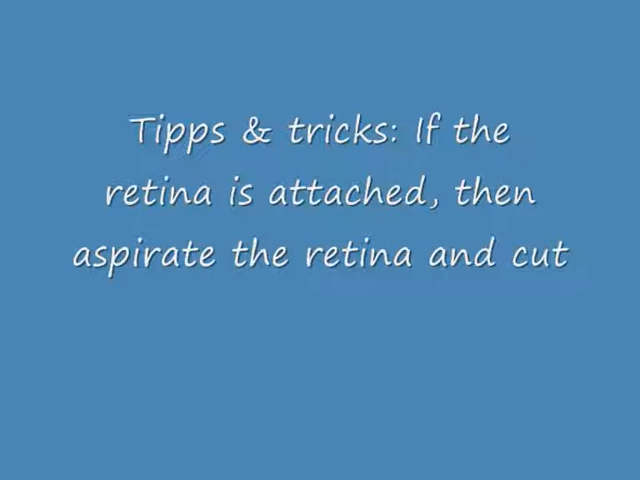 Tipps & tricks: If the
retina is attached, then
aspirate the retina and cut